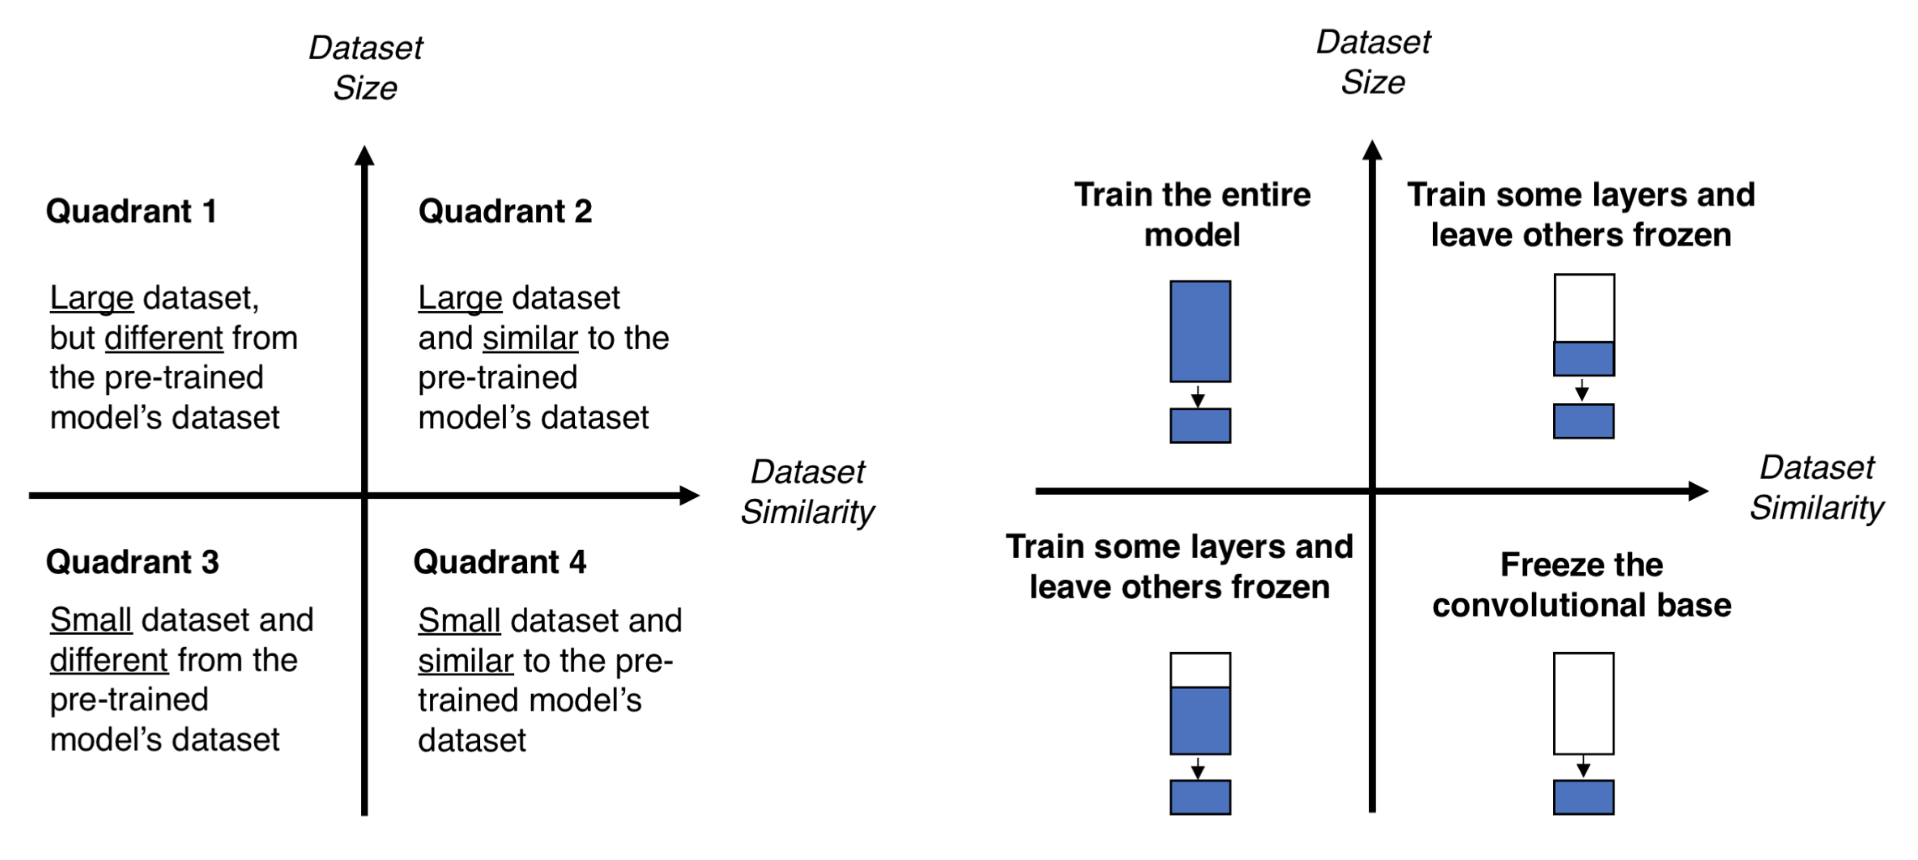 Dataset
Size
Quadrant 1
Large dataset,
but different from
the pre-trained
model’s dataset
Quadrant 2
Large dataset
and similar to the
pre-trained
model’s dataset
Dataset
Similarity
Quadrant 3
Small dataset and
different from the
pre-trained
model’s dataset
Quadrant 4
Small dataset and
similar to the pre-
trained model’s
dataset
Dataset
Size
Train the entire
model
Train some layers and
leave others frozen
Dataset
Similarity
Train some layers and
leave others frozen
Freeze the
convolutional base